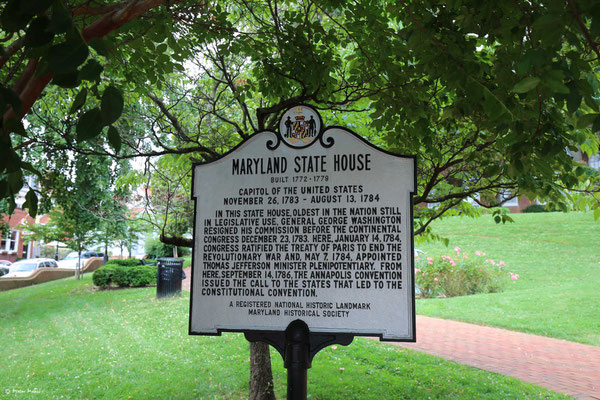 MARYLAND STATE HOUSE
BUILT 1772-1779
CAPITOL OF THE UNITED STATES
NOVEMBER 26, 1783 - AUGUST 13, 1784
IN THIS STATE HOUSE, OLDEST IN THE NATION STILL
IN LEGISLATIVE USE, GENERAL GEORGE WASHINGTON
RESIGNED HIS COMMISSION BEFORE THE CONTINENTAL
CONGRESS DECEMBER 23, 1783. HERE, JANUARY 14, 1784,
CONGRESS RATIFIED THE TREATY OF PARIS TO END THE
REVOLUTIONARY WAR AND, MAY 7, 1784, APPOINTED
THOMAS JEFFERSON MINISTER PLENIPOTENTIARY. FROM
HERE, SEPTEMBER 14, 1786, THE ANNAPOLIS CONVENTION
ISSUED THE CALL TO THE STATES THAT LED TO THE
CONSTITUTIONAL CONVENTION.
A REGISTERED NATIONAL HISTORIC LANDMARK
MARYLAND HISTORICAL SOCIETY